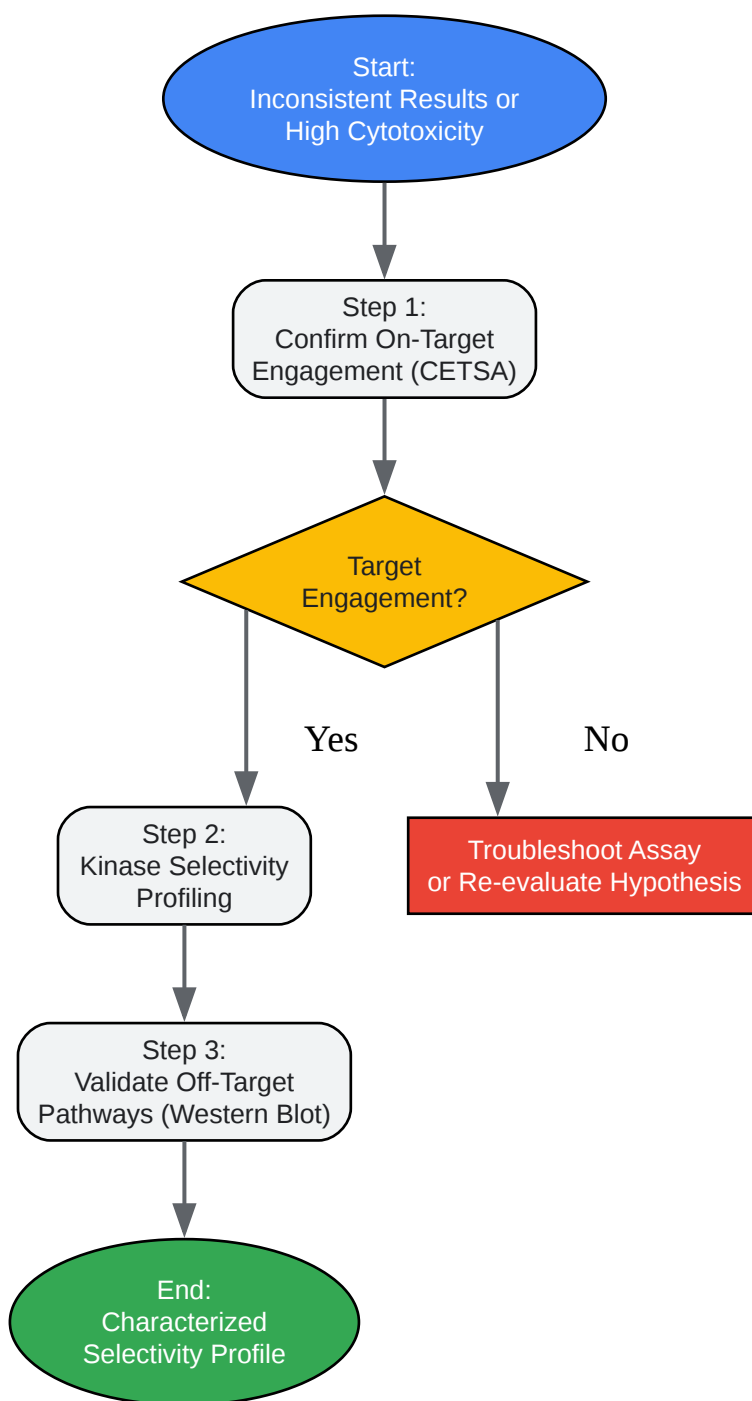 Start:
Inconsistent Results or
High Cytotoxicity
Step 1:
Confirm On-Target
Engagement (CETSA)
Target
Engagement?
Yes
No
Step 2:
Kinase Selectivity
Profiling
Troubleshoot Assay
or Re-evaluate Hypothesis
Step 3:
Validate Off-Target
Pathways (Western Blot)
End:
Characterized
Selectivity Profile